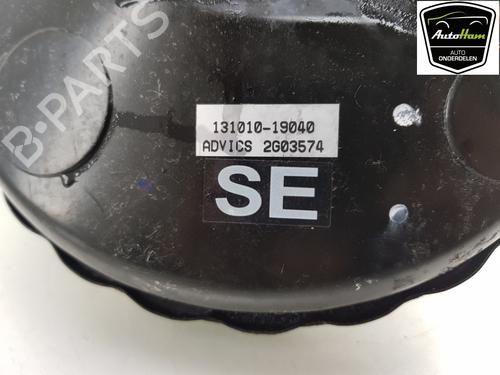 AutoHam
AUTO
ONDERDELEN
B-PARTS
131010-19040
ADVICS 2G03574
SE